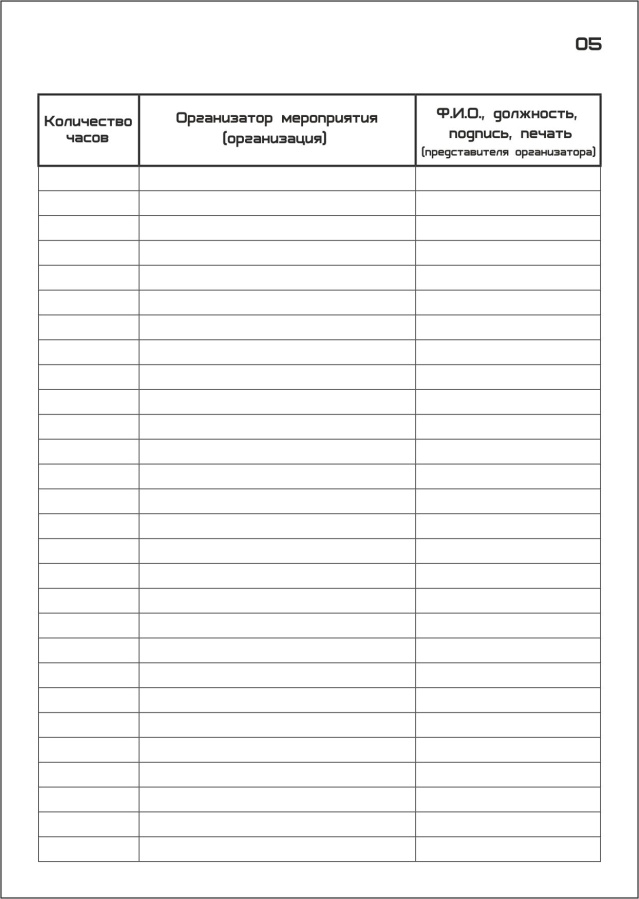 05
Количество
часов
Организатор мероприятия
(организация)
Ф.И.О., должность,
подпись, печать
(представителя организатора)